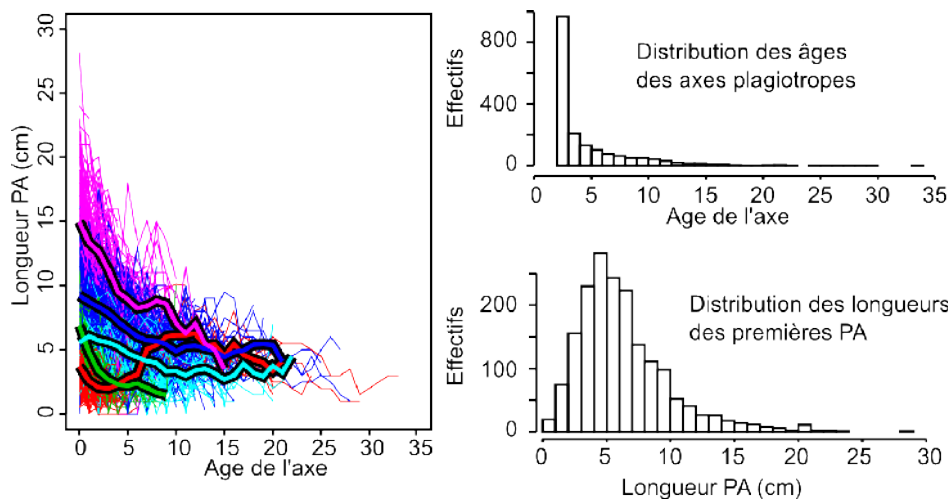 Longueur PA (cm)
0 5 10 15 20 25 30
0 5 10 15 20 25 30 35
Age de l'axe
Effectifs
0 400 800
Distribution des âges
des axes plagiotropes
0 5 10 15 20 25 30 35
Age de l'axe
Effectifs
0 100 200
Distribution des longueurs
des premières PA
0 5 10 15 20 25 30
Longueur PA (cm)